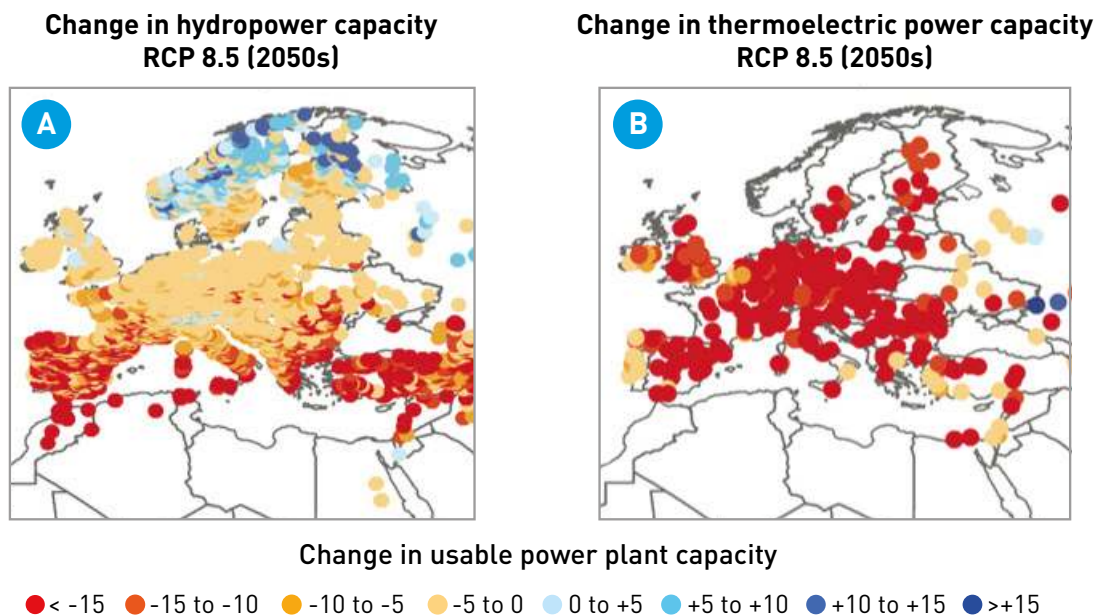 Change in hydropower capacity
RCP 8.5 (2050s)
Change in thermoelectric power capacity
RCP 8.5 (2050s)
A
B
Change in usable power plant capacity
< -15
-15 to -10
-10 to -5
-5 to 0
0 to +5
+5 to +10
+10 to +15
>+15